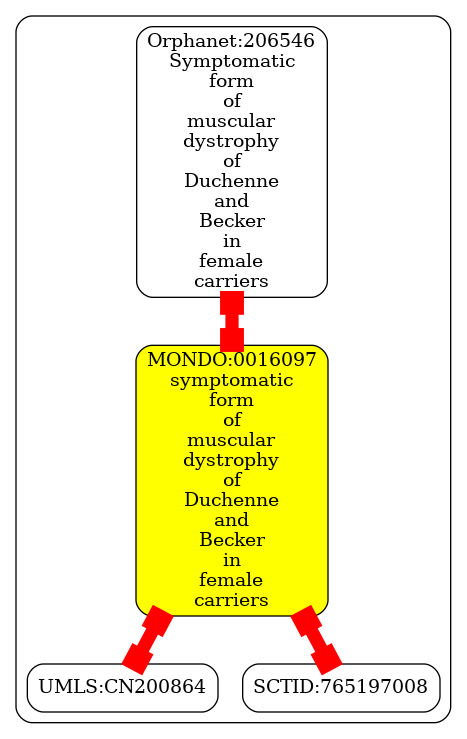 Orphanet:206546
Symptomatic
form
of
muscular
dystrophy
of
Duchenne
and
Becker
in
female
carriers
MONDO:0016097
symptomatic
form
of
muscular
dystrophy
of
Duchenne
and
Becker
in
female
carriers
UMLS:CN200864
SCTID:765197008